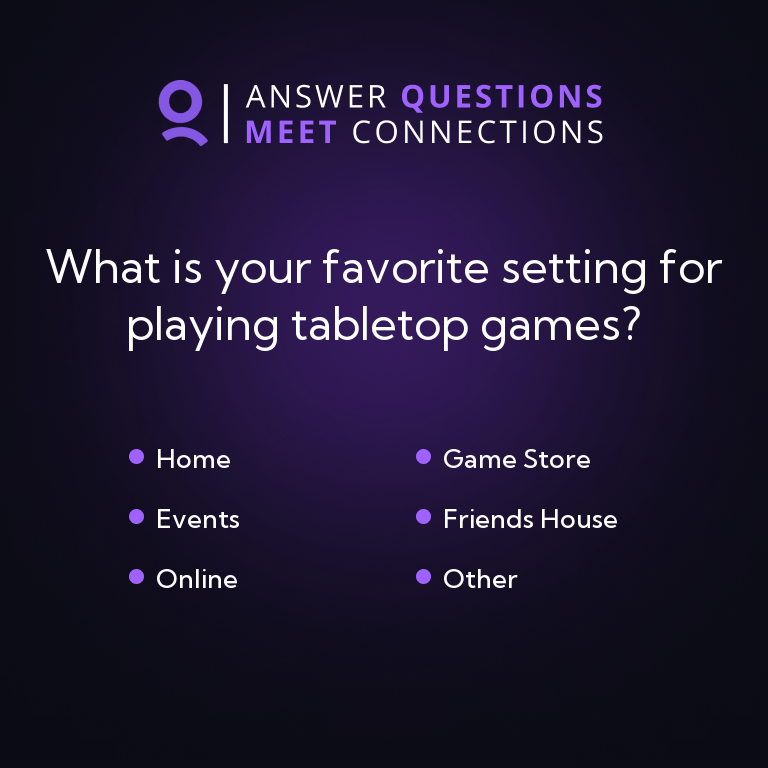 ANSWER QUESTIONS
MEET CONNECTIONS
What is your favorite setting for
playing tabletop games?
Home
Game Store
Events
Friends House
Online
Other